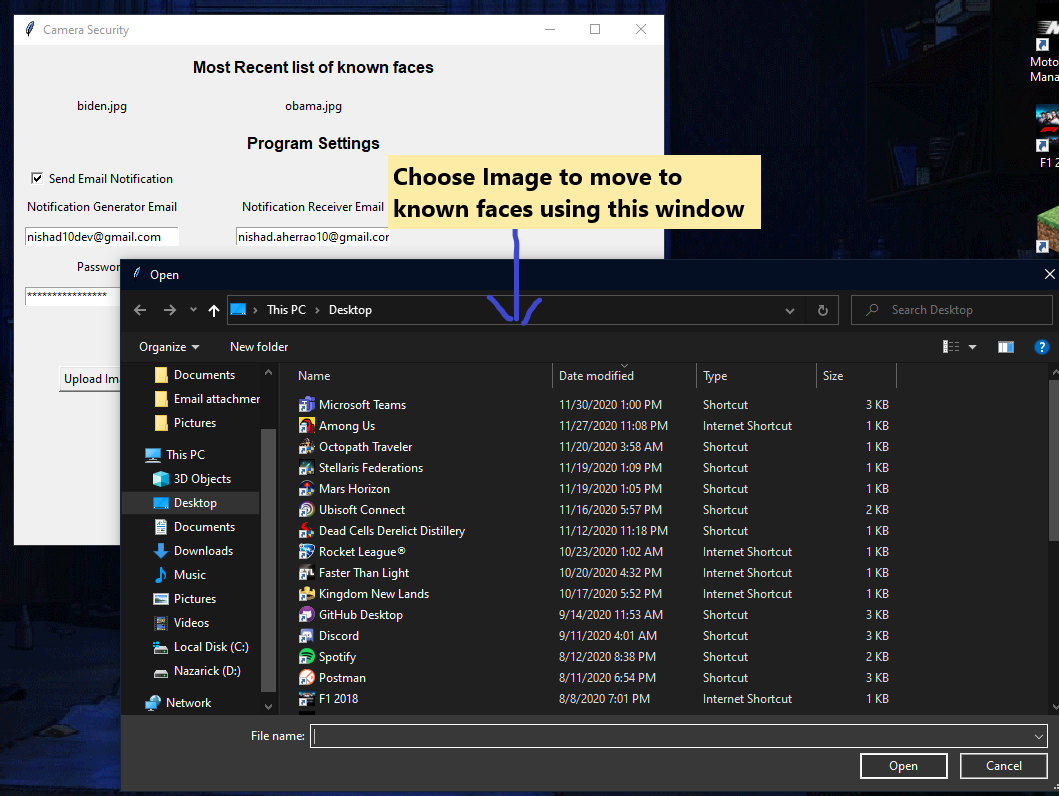 Camera Security
Most Recent list of known faces
biden.jpg obama.jpg
Program Settings
Send Email Notification
Notification Generator Email Notification Receiver Email
nishad10dev@gmail.com nishad.aherrao10@gmail.cor
Passwor
****************
Upload Im
Choose Image to move to
known faces using this window
Moto
Mana
F1 2
Open
This PC > Desktop
Search Desktop
Organize New folder
Documents
Email attachmer
Pictures
This PC
3D Objects
Desktop
Documents
Downloads
Music
Pictures
Videos
Local Disk (C:)
Nazarick (D:)
Network
Name Date modified Type Size
Microsoft Teams 11/30/2020 1:00 PM Shortcut 3 KB
Among Us 11/27/2020 11:08 PM Internet Shortcut 1 KB
Octopath Traveler 11/20/2020 3:58 AM Shortcut 1 KB
Stellaris Federations 11/19/2020 1:09 PM Shortcut 1 KB
Mars Horizon 11/19/2020 1:05 PM Shortcut 1 KB
Ubisoft Connect 11/16/2020 5:57 PM Shortcut 2 KB
Dead Cells Derelict Distillery 11/12/2020 11:18 PM Shortcut 1 KB
Rocket League® 10/23/2020 1:02 AM Internet Shortcut 1 KB
Faster Than Light 10/20/2020 4:32 PM Internet Shortcut 1 KB
Kingdom New Lands 10/17/2020 5:52 PM Internet Shortcut 1 KB
GitHub Desktop 9/14/2020 11:53 AM Shortcut 3 KB
Discord 9/11/2020 4:01 AM Shortcut 3 KB
Spotify 8/12/2020 8:38 PM Shortcut 2 KB
Postman 8/11/2020 6:54 PM Shortcut 3 KB
F1 2018 8/8/2020 7:01 PM Internet Shortcut 1 KB
File name:
Open Cancel